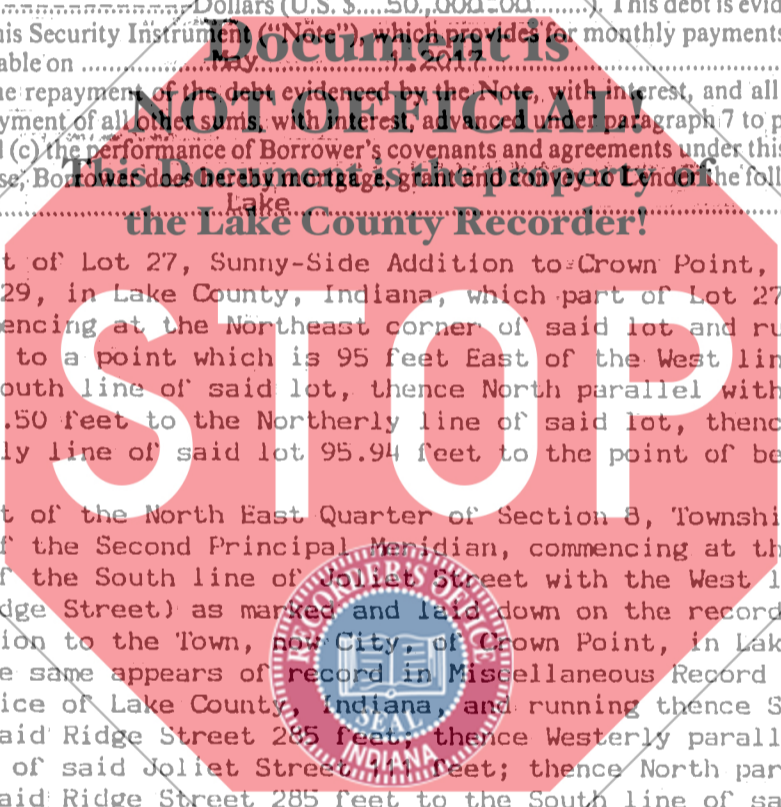 Dollars (U.S. $....50,000.00........). This debt is evid
his Security Instrument ("Note"), which provides for monthly payments
Document is
able on .................... May .................... 1, 2017 ....................
he repayment of the debt evidenced by the Note, with interest, and all
NOT OFFICIAL!
yment of all other sums, with interest, advanced under paragraph 7 to p
(c) the performance of Borrower's covenants and agreements under this
This Document is the property of
se, Borrower does hereby mortgage, grant and convey to Lender the foll
Lake
the Lake County Recorder!
t of Lot 27, Sunny-Side Addition to Crown Point,
29, in Lake County, Indiana, which part of Lot 27
encing at the Northeast corner of said lot and ru
to a point which is 95 feet East of the West lin
outh line of said lot, thence North parallel with
.50 feet to the Northerly line of said lot, thenc
ly line of said lot 95.94 feet to the point of be
STOP
t of the North East Quarter of Section 8, Townshi
f the Second Principal Meridian, commencing at th
f the South line of Joliet Street with the West l
dge Street) as marked and laid down on the record
ion to the Town, now City, of Crown Point, in Lak
e same appears of record in Miscellaneous Record
ice of Lake County, Indiana, and running thence S
aid Ridge Street 285 feet; thence Westerly parall
of said Joliet Street feet; thence North par
aid Ridge Street 285 feet to the South line of sa
RECORDER'S OFFICE
SEAL
INDIANA